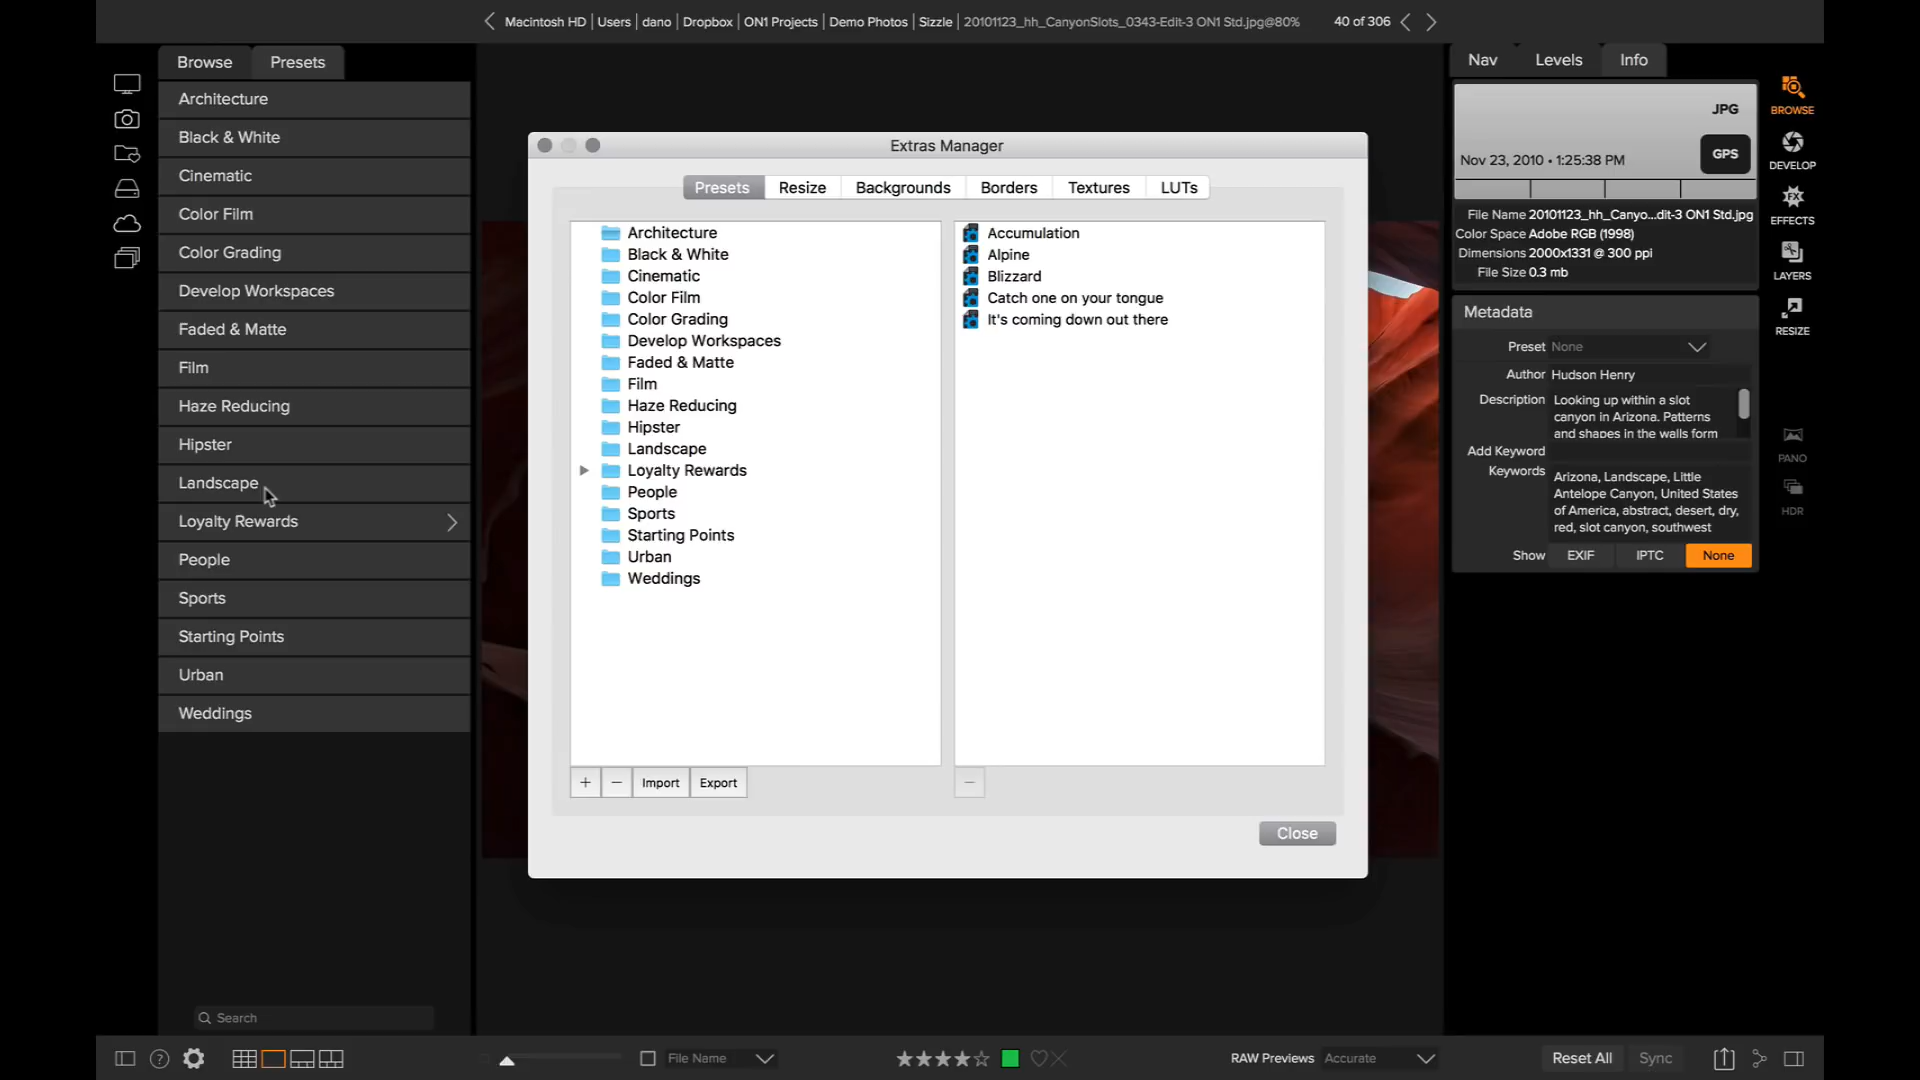 Macintosh HD | Users | dano | Dropbox | ON1 Projects | Demo Photos | Sizzle | 20101123_hh_CanyonSlots_0343-Edit-3 ON1 Std.jpg@80% 40 of 306
Browse Presets
Architecture
Black & White
Cinematic
Color Film
Color Grading
Develop Workspaces
Faded & Matte
Film
Haze Reducing
Hipster
Landscape
Loyalty Rewards
People
Sports
Starting Points
Urban
Weddings
Search
Extras Manager
Presets Resize Backgrounds Borders Textures LUTs
Architecture
Black & White
Cinematic
Color Film
Color Grading
Develop Workspaces
Faded & Matte
Film
Haze Reducing
Hipster
Landscape
Loyalty Rewards
People
Sports
Starting Points
Urban
Weddings
Accumulation
Alpine
Blizzard
Catch one on your tongue
It's coming down out there
+ − Import Export −
Close
Nav Levels Info
JPG
Nov 23, 2010 • 1:25:38 PM GPS
File Name 20101123_hh_Canyo...dit-3 ON1 Std.jpg
Color Space Adobe RGB (1998)
Dimensions 2000x1331 @ 300 ppi
File Size 0.3 mb
Metadata
Preset None
Author Hudson Henry
Description Looking up within a slot
canyon in Arizona. Patterns
and shapes in the walls form
Add Keyword
Keywords Arizona, Landscape, Little
Antelope Canyon, United States
of America, abstract, desert, dry,
red, slot canyon, southwest
Show EXIF IPTC None
BROWSE
DEVELOP
FX
EFFECTS
LAYERS
RESIZE
PANO
HDR
? File Name RAW Previews Accurate Reset All Sync